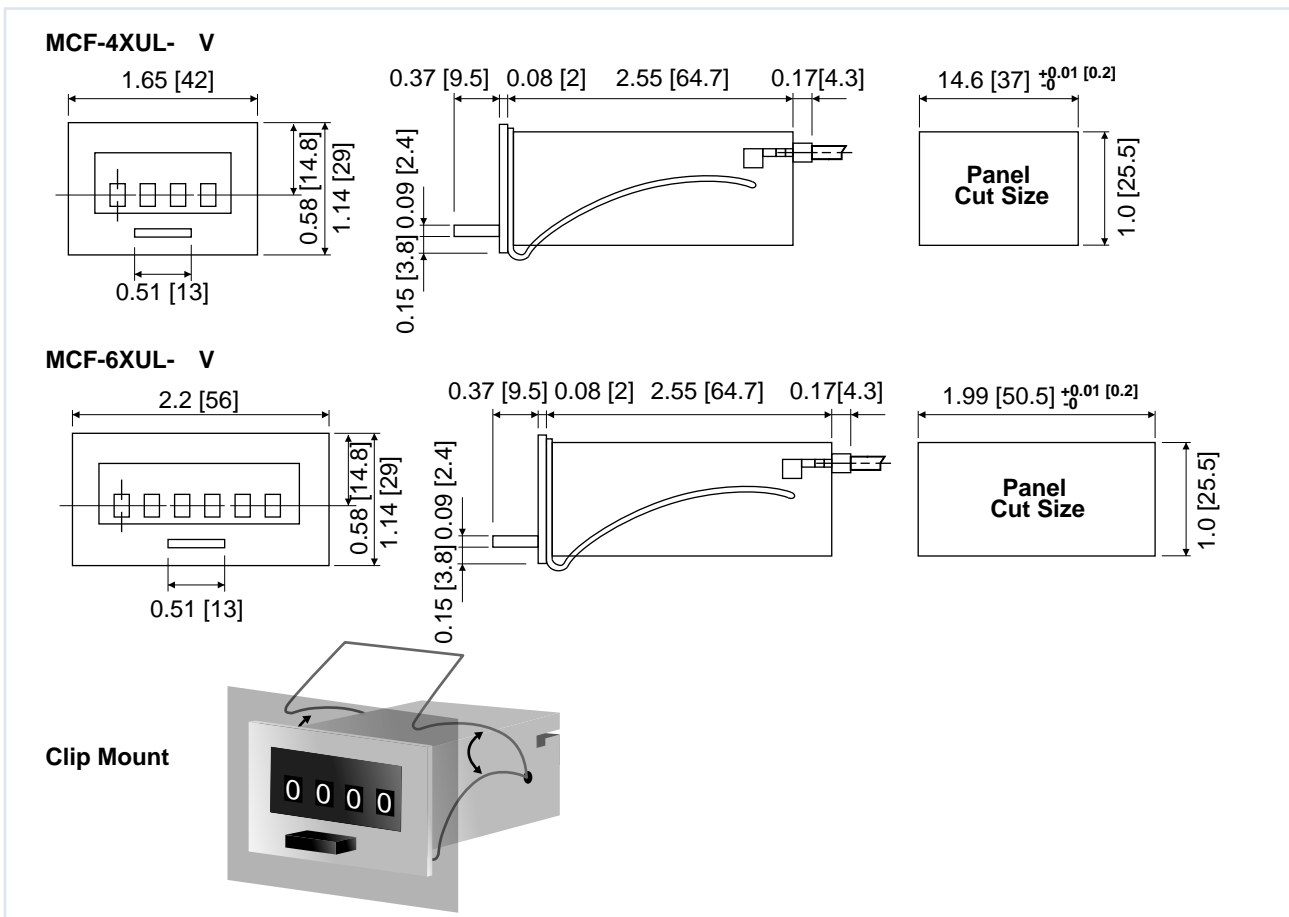 MCF-4XUL- V
1.65 [42]
0.37 [9.5] 0.08 [2] 2.55 [64.7] 0.17[4.3]
14.6 [37] +0.01 [0.2]
-0
0.58 [14.8]
1.14 [29]
0.51 [13]
0.09 [2.4]
0.15 [3.8]
Panel
Cut Size
1.0 [25.5]
MCF-6XUL- V
2.2 [56]
0.37 [9.5] 0.08 [2] 2.55 [64.7] 0.17[4.3]
1.99 [50.5] +0.01 [0.2]
-0
0.58 [14.8]
1.14 [29]
0.51 [13]
0.09 [2.4]
0.15 [3.8]
Panel
Cut Size
1.0 [25.5]
Clip Mount
0 0 0 0